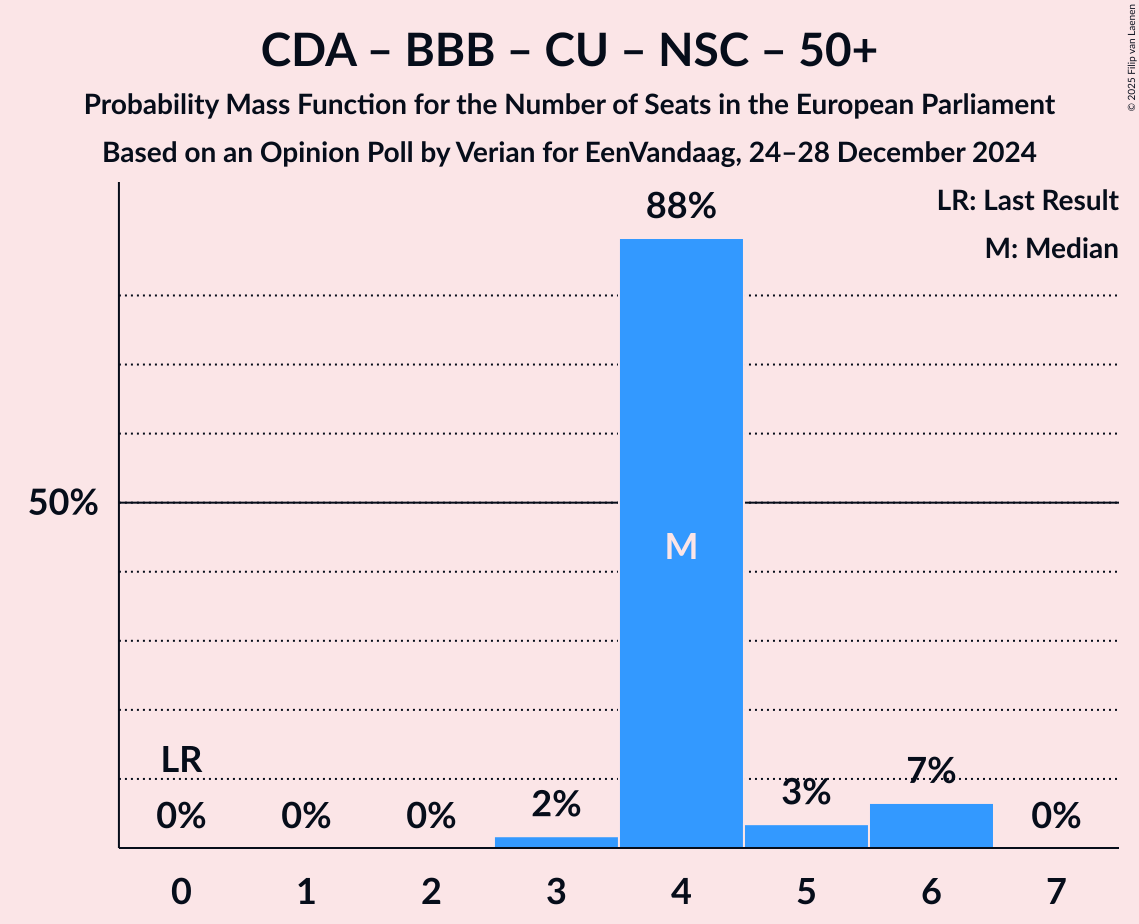 © 2025 Filip van Laenen
CDA – BBB – CU – NSC – 50+
Probability Mass Function for the Number of Seats in the European Parliament
Based on an Opinion Poll by Verian for EenVandaag, 24–28 December 2024
LR: Last Result
M: Median
88%
50%
M
LR
0%
0%
0%
2%
3%
7%
0%
0 1 2 3 4 5 6 7